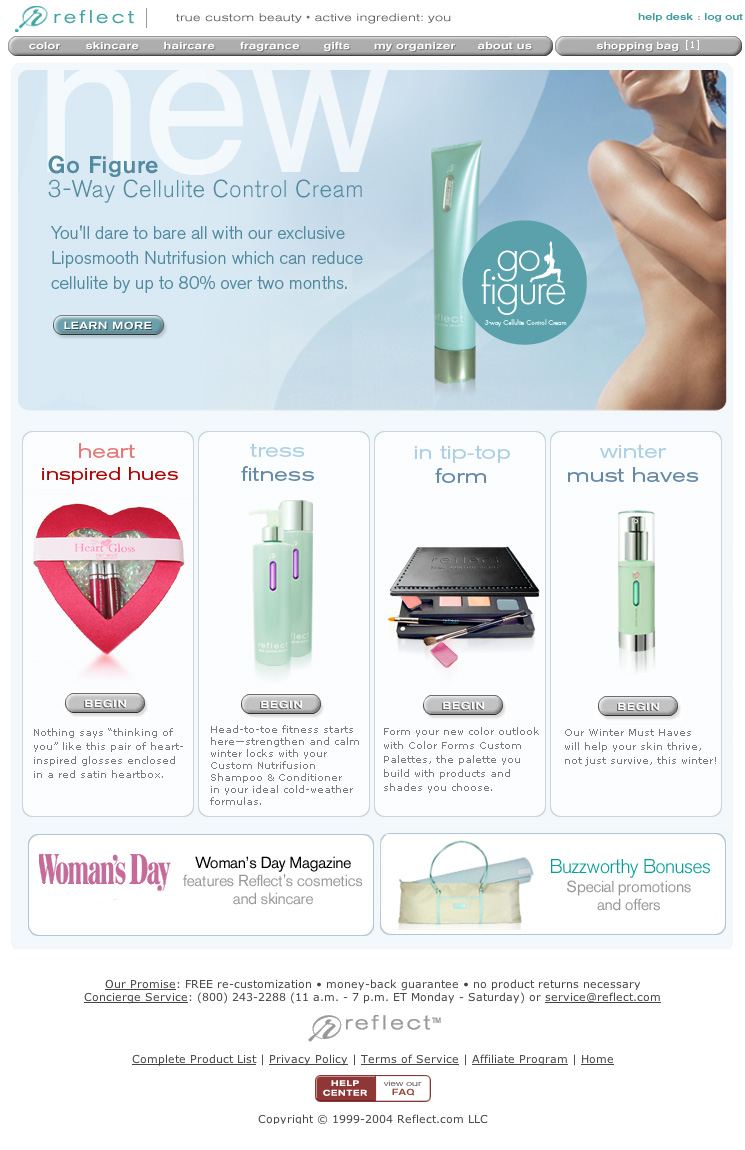 reflect
true custom beauty • active ingredient: you
help desk : log out
color skincare haircare fragrance gifts my organizer about us shopping bag [1]
new
Go Figure
3-Way Cellulite Control Cream
You'll dare to bare all with our exclusive
Liposmooth Nutrifusion which can reduce
cellulite by up to 80% over two months.
LEARN MORE
reflect
go
figure
3-way Cellulite Control Cream
heart
inspired hues
Heart Gloss
BEGIN
Nothing says “thinking of
you” like this pair of heart-
inspired glosses enclosed
in a red satin heartbox.
tress
fitness
reflect
BEGIN
Head-to-toe fitness starts
here—strengthen and calm
winter locks with your
Custom Nutrifusion
Shampoo & Conditioner
in your ideal cold-weather
formulas.
in tip-top
form
reflect
BEGIN
Form your new color outlook
with Color Forms Custom
Palettes, the palette you
build with products and
shades you choose.
winter
must haves
BEGIN
Our Winter Must Haves
will help your skin thrive,
not just survive, this winter!
Woman's Day
Woman's Day Magazine
features Reflect's cosmetics
and skincare
Buzzworthy Bonuses
Special promotions
and offers
Our Promise: FREE re-customization • money-back guarantee • no product returns necessary
Concierge Service: (800) 243-2288 (11 a.m. - 7 p.m. ET Monday - Saturday) or service@reflect.com
reflect™
Complete Product List | Privacy Policy | Terms of Service | Affiliate Program | Home
HELP
CENTER
view our
FAQ
Copyright © 1999-2004 Reflect.com LLC